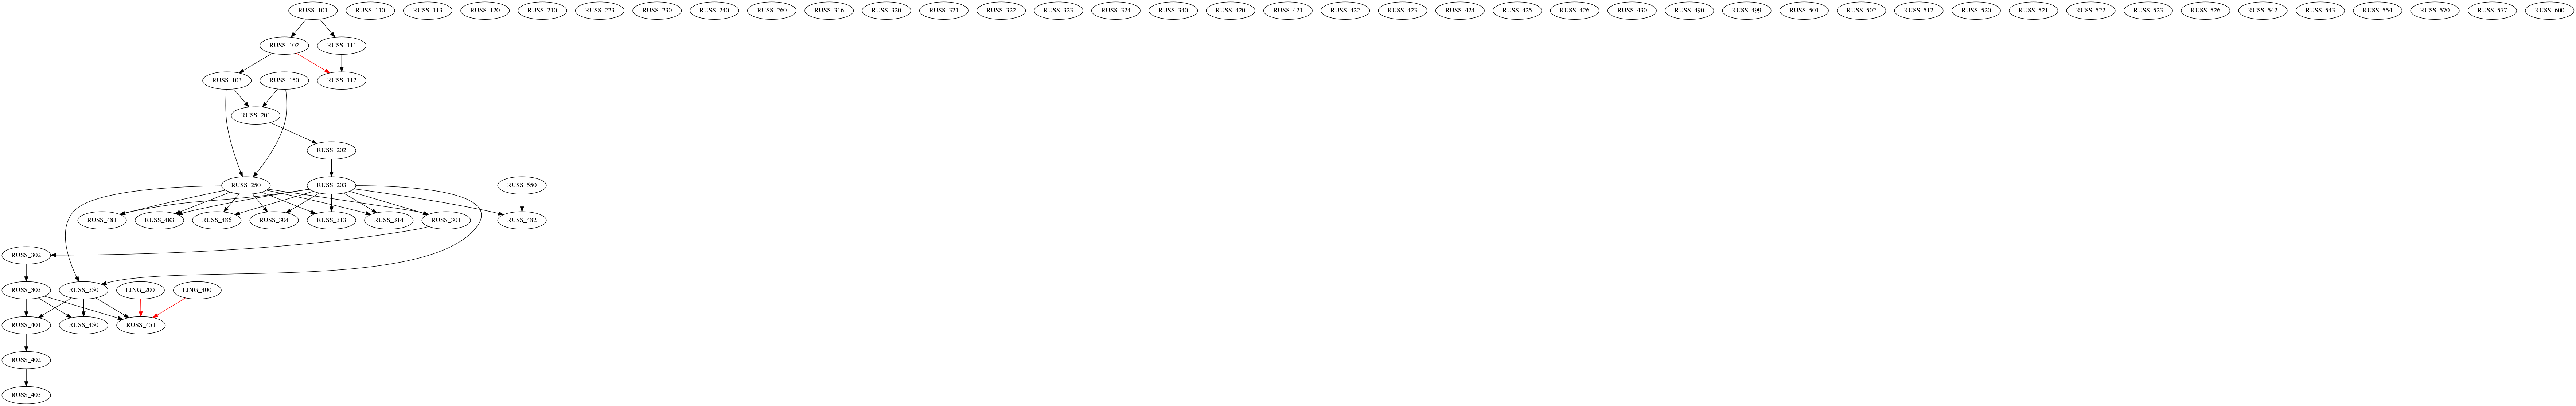 RUSS_101 RUSS_110 RUSS_113 RUSS_120 RUSS_210 RUSS_223 RUSS_230 RUSS_240 RUSS_260 RUSS_316 RUSS_320 RUSS_321 RUSS_322 RUSS_323 RUSS_324 RUSS_340 RUSS_420 RUSS_421 RUSS_422 RUSS_423 RUSS_424 RUSS_425 RUSS_426 RUSS_430 RUSS_490 RUSS_499 RUSS_501 RUSS_502 RUSS_512 RUSS_520 RUSS_521 RUSS_522 RUSS_523 RUSS_526 RUSS_542 RUSS_543 RUSS_554 RUSS_570 RUSS_577 RUSS_600
RUSS_102 RUSS_111
RUSS_103 RUSS_150 RUSS_112
RUSS_201
RUSS_202
RUSS_250 RUSS_203 RUSS_550
RUSS_481 RUSS_483 RUSS_486 RUSS_304 RUSS_313 RUSS_314 RUSS_301 RUSS_482
RUSS_302
RUSS_303 RUSS_350 LING_200 LING_400
RUSS_401 RUSS_450 RUSS_451
RUSS_402
RUSS_403